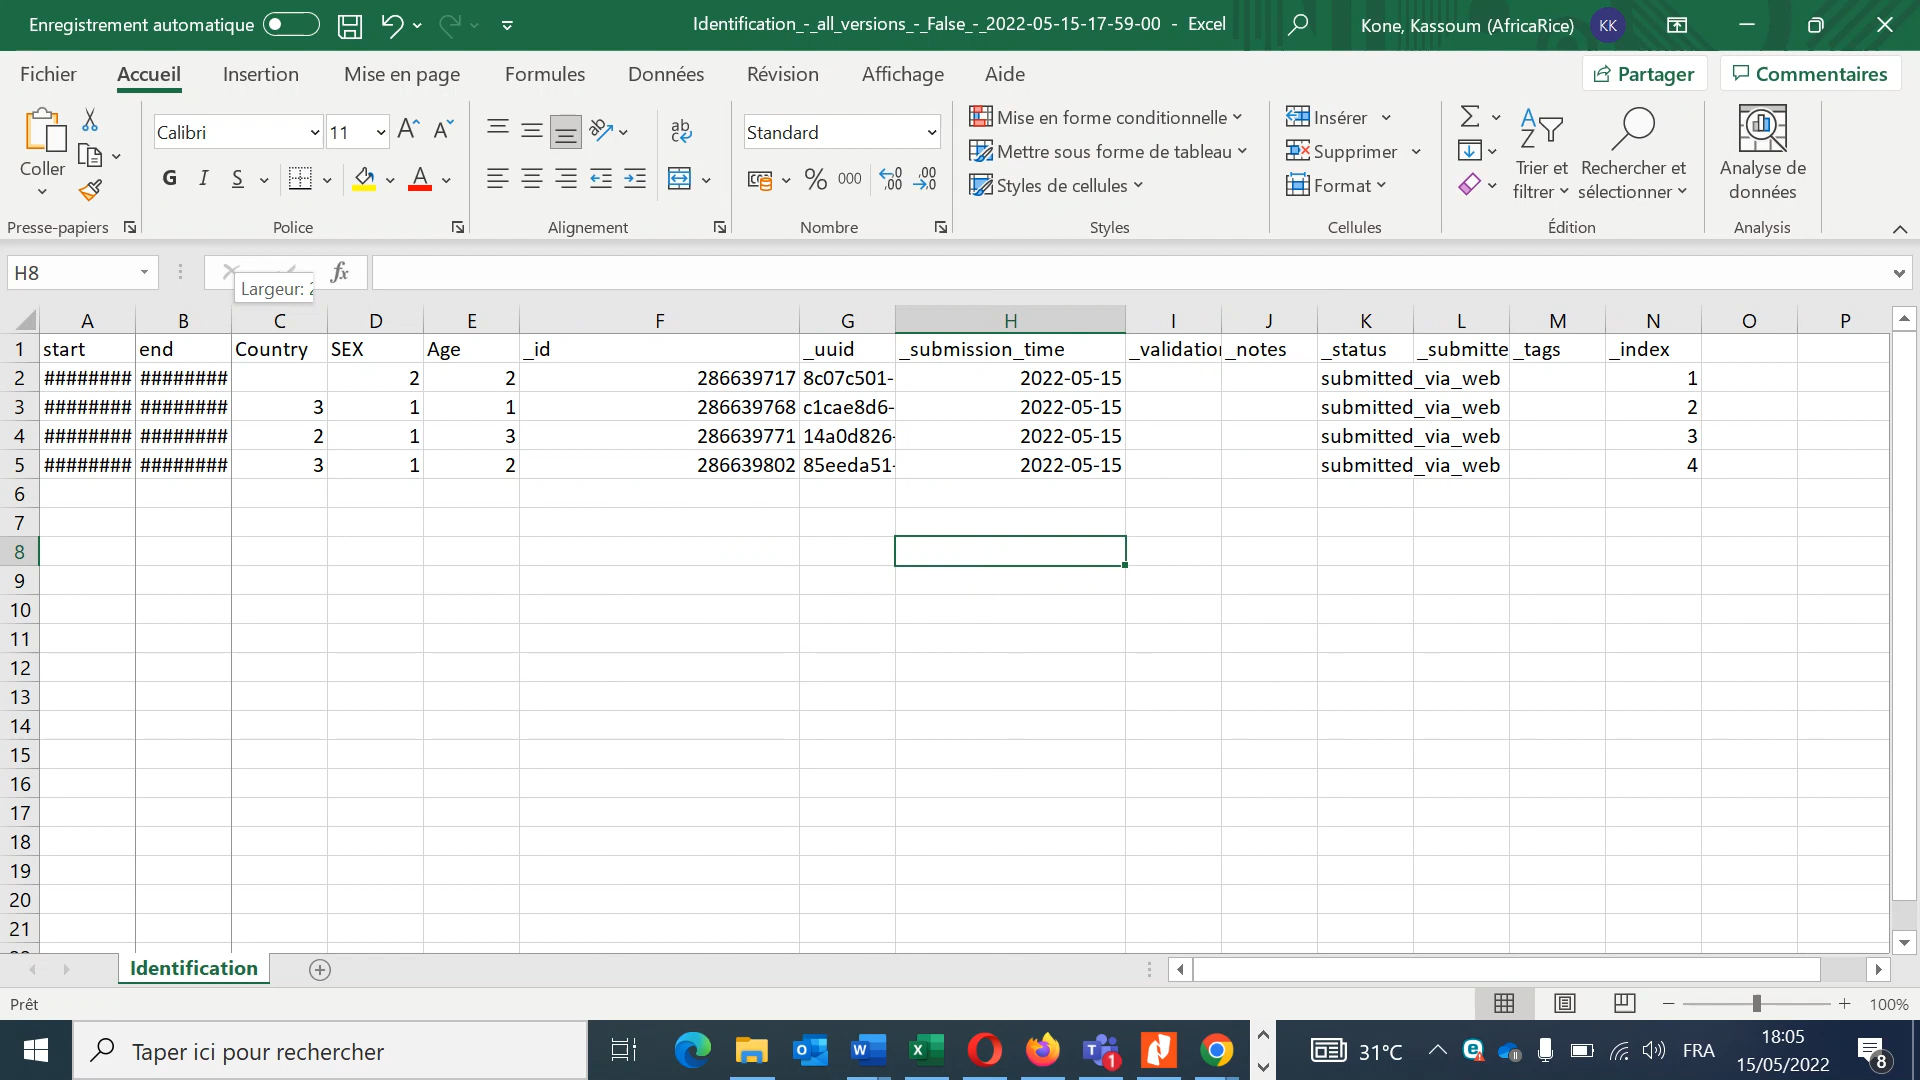 Enregistrement automatique
Identification_-_all_versions_-_False_-_2022-05-15-17-59-00 - Excel
Kone, Kassoum (AfricaRice) KK
Fichier Accueil Insertion Mise en page Formules Données Révision Affichage Aide Partager Commentaires
Coller
Presse-papiers
Calibri 11
G I S
Police
ab
Alignement
Standard
% 000
Nombre
Mise en forme conditionnelle
Mettre sous forme de tableau
Styles de cellules
Styles
Insérer
Supprimer
Format
Cellules
Trier et filtrer
Rechercher et sélectionner
Édition
Analyse de données
Analysis
H8 fx
Largeur:
A B C D E F G H I J K L M N O P
1 start end Country SEX Age _id _uuid _submission_time _validation _notes _status _submitte _tags _index
2 ######## ######## 2 2 286639717 8c07c501- 2022-05-15 submitted_via_web 1
3 ######## ######## 3 1 1 286639768 c1cae8d6- 2022-05-15 submitted_via_web 2
4 ######## ######## 2 1 3 286639771 14a0d826- 2022-05-15 submitted_via_web 3
5 ######## ######## 3 1 2 286639802 85eeda51- 2022-05-15 submitted_via_web 4
6
7
8
9
10
11
12
13
14
15
16
17
18
19
20
21
Identification
Prêt
100%
Taper ici pour rechercher
31°C
FRA
18:05
15/05/2022
8